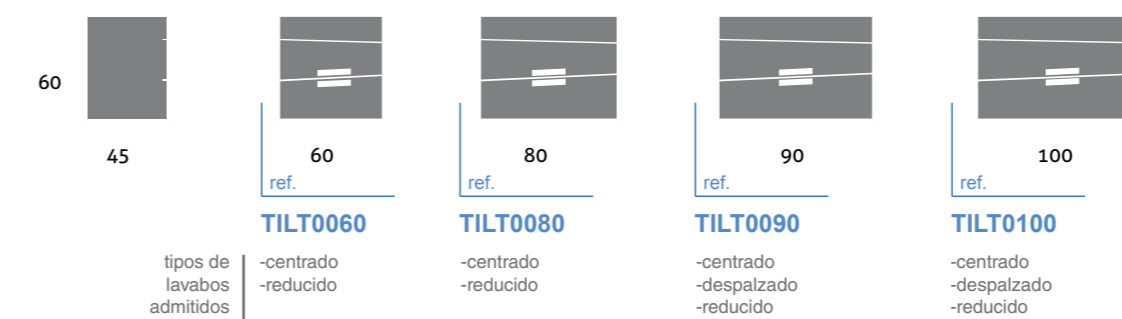 60
45 60 80 90 100
ref. ref. ref. ref.
TILT0060 TILT0080 TILT0090 TILT0100
tipos de -centrado -centrado -centrado -centrado
lavabos -reducido -reducido -despalzado -despalzado
admitidos -reducido -reducido